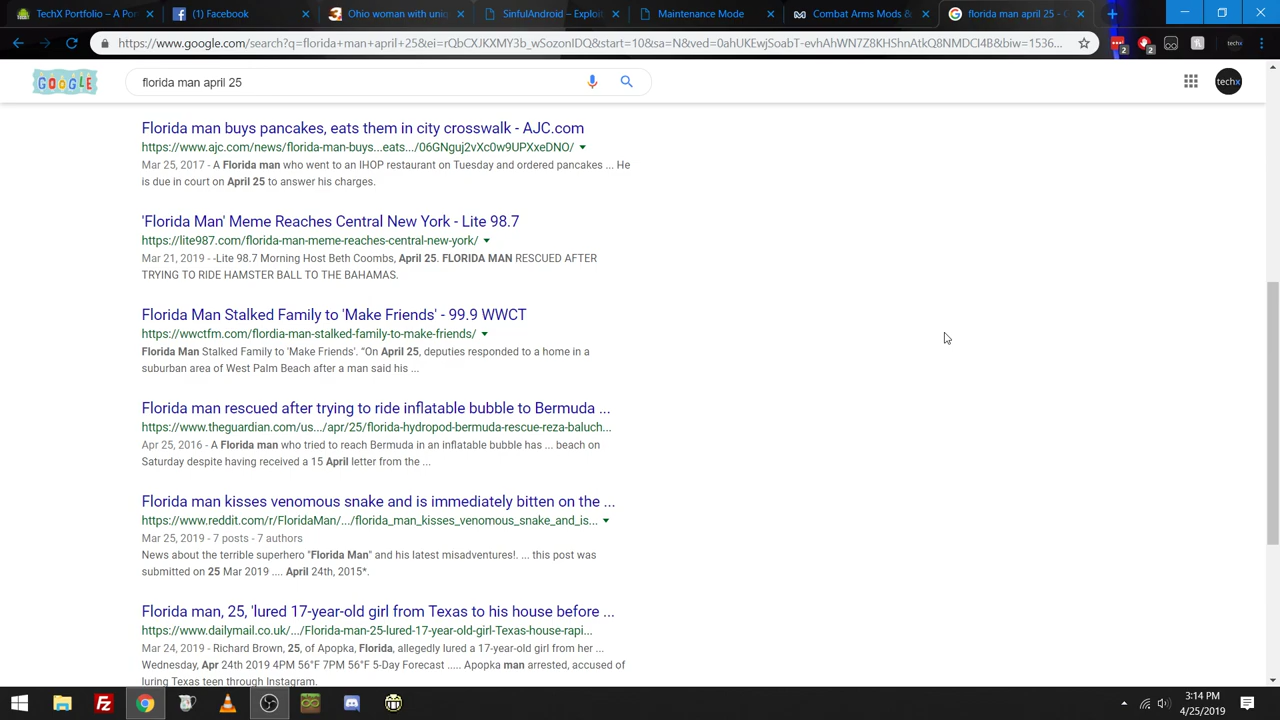 TechX Portfolio – A Por
(1) Facebook
Ohio woman with uniq
SinfulAndroid – Exploit
Maintenance Mode
Combat Arms Mods &
florida man april 25 - G
https://www.google.com/search?q=florida+man+april+25&ei=rQbCXJKXMY3b_wSozonIDQ&start=10&sa=N&ved=0ahUKEwjSoabT-evhAhWN7Z8KHShnAtkQ8NMDCI4B&biw=1536...
2
2
techx
GOOGLE
florida man april 25
techx
Florida man buys pancakes, eats them in city crosswalk - AJC.com
https://www.ajc.com/news/florida-man-buys...eats.../06GNguj2vXc0w9UPXxeDNO/
Mar 25, 2017 - A Florida man who went to an IHOP restaurant on Tuesday and ordered pancakes ... He
is due in court on April 25 to answer his charges.
'Florida Man' Meme Reaches Central New York - Lite 98.7
https://lite987.com/florida-man-meme-reaches-central-new-york/
Mar 21, 2019 - -Lite 98.7 Morning Host Beth Coombs, April 25. FLORIDA MAN RESCUED AFTER
TRYING TO RIDE HAMSTER BALL TO THE BAHAMAS.
Florida Man Stalked Family to 'Make Friends' - 99.9 WWCT
https://wwctfm.com/flordia-man-stalked-family-to-make-friends/
Florida Man Stalked Family to 'Make Friends'. “On April 25, deputies responded to a home in a
suburban area of West Palm Beach after a man said his ...
Florida man rescued after trying to ride inflatable bubble to Bermuda ...
https://www.theguardian.com/us.../apr/25/florida-hydropod-bermuda-rescue-reza-baluch...
Apr 25, 2016 - A Florida man who tried to reach Bermuda in an inflatable bubble has ... beach on
Saturday despite having received a 15 April letter from the ...
Florida man kisses venomous snake and is immediately bitten on the ...
https://www.reddit.com/r/FloridaMan/.../florida_man_kisses_venomous_snake_and_is...
Mar 25, 2019 - 7 posts - 7 authors
News about the terrible superhero "Florida Man" and his latest misadventures!. ... this post was
submitted on 25 Mar 2019 .... April 24th, 2015*.
Florida man, 25, 'lured 17-year-old girl from Texas to his house before ...
https://www.dailymail.co.uk/.../Florida-man-25-lured-17-year-old-girl-Texas-house-rapi...
Mar 24, 2019 - Richard Brown, 25, of Apopka, Florida, allegedly lured a 17-year-old girl from her ...
Wednesday, Apr 24th 2019 4PM 56°F 7PM 56°F 5-Day Forecast ..... Apopka man arrested, accused of
luring Texas teen through Instagram.
3:14 PM
4/25/2019